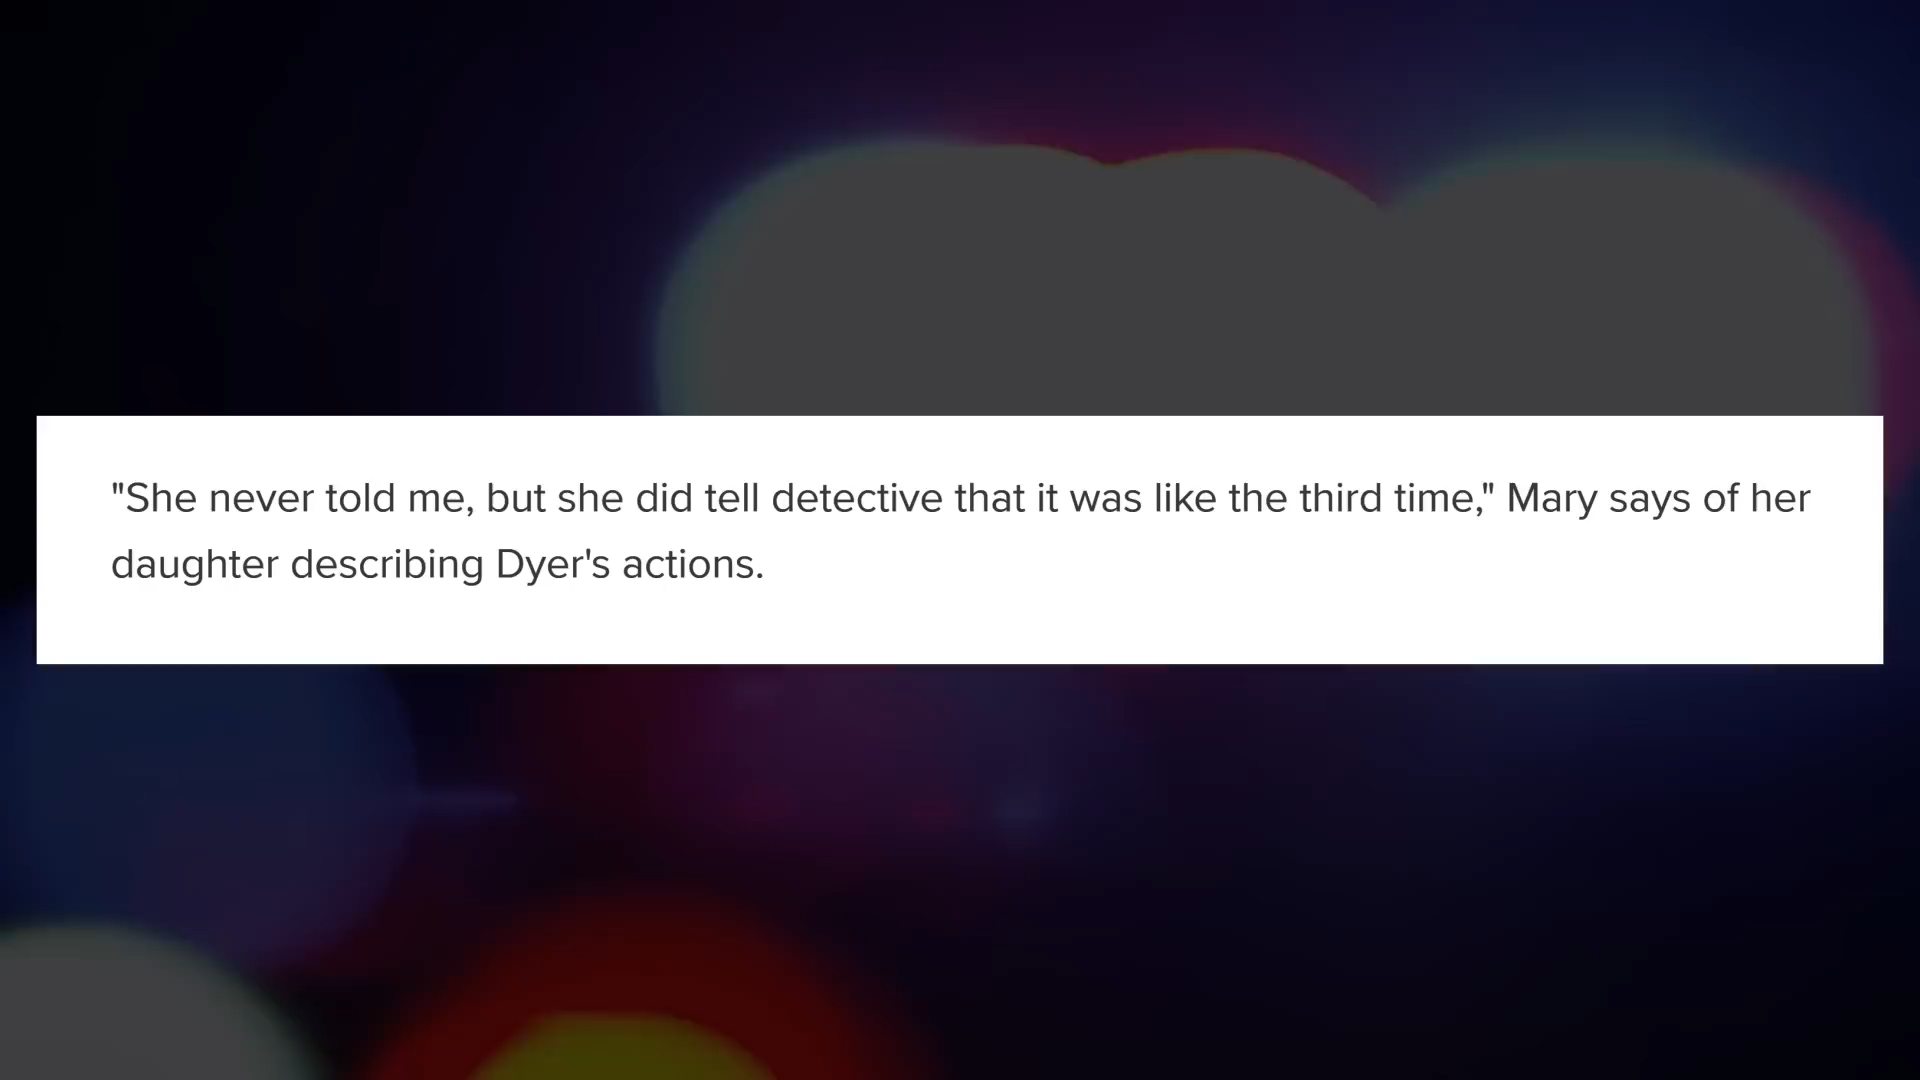 "She never told me, but she did tell detective that it was like the third time," Mary says of her
daughter describing Dyer's actions.